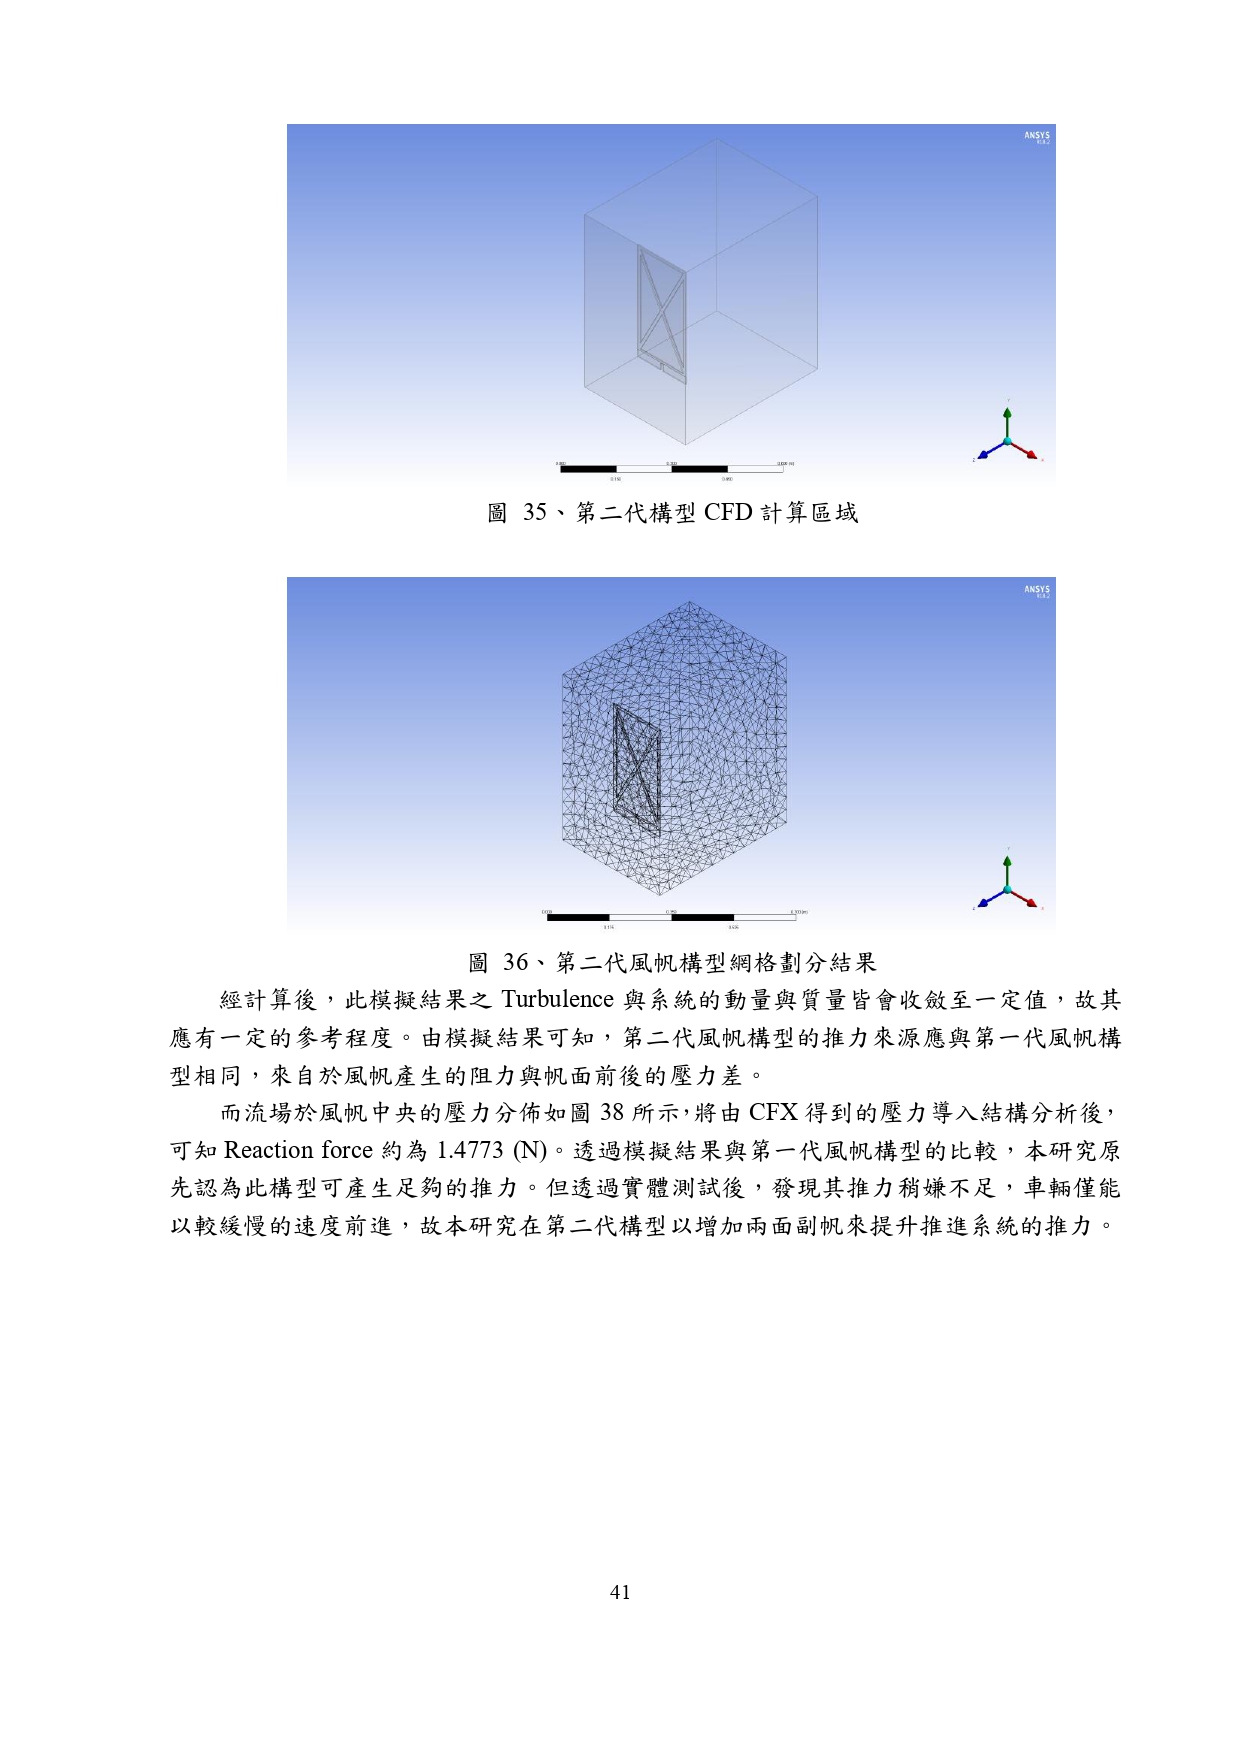 ANSYS
圖 35、第二代構型 CFD 計算區域
ANSYS
圖 36、第二代風帆構型網格劃分結果
經計算後，此模擬結果之 Turbulence 與系統的動量與質量皆會收斂至一定值，故其
應有一定的參考程度。由模擬結果可知，第二代風帆構型的推力來源應與第一代風帆構
型相同，來自於風帆產生的阻力與帆面前後的壓力差。
而流場於風帆中央的壓力分佈如圖 38 所示，將由 CFX 得到的壓力導入結構分析後，
可知 Reaction force 約為 1.4773 (N)。透過模擬結果與第一代風帆構型的比較，本研究原
先認為此構型可產生足夠的推力。但透過實體測試後，發現其推力稍嫌不足，車輛僅能
以較緩慢的速度前進，故本研究在第二代構型以增加兩面副帆來提升推進系統的推力。
41